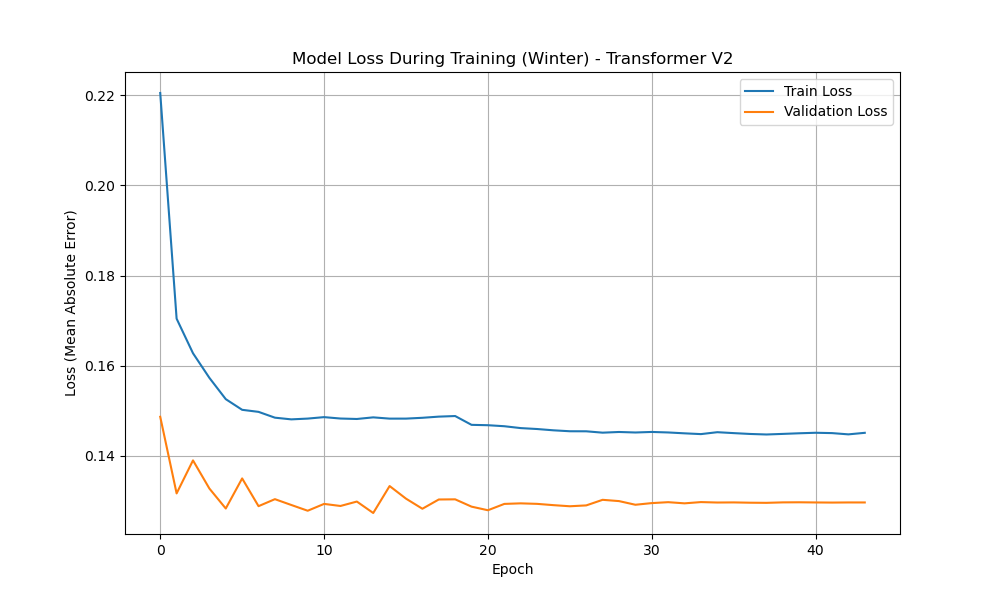 Model Loss During Training (Winter) - Transformer V2
Train Loss
Validation Loss
Loss (Mean Absolute Error)
0.22
0.20
0.18
0.16
0.14
0
10
20
30
40
Epoch